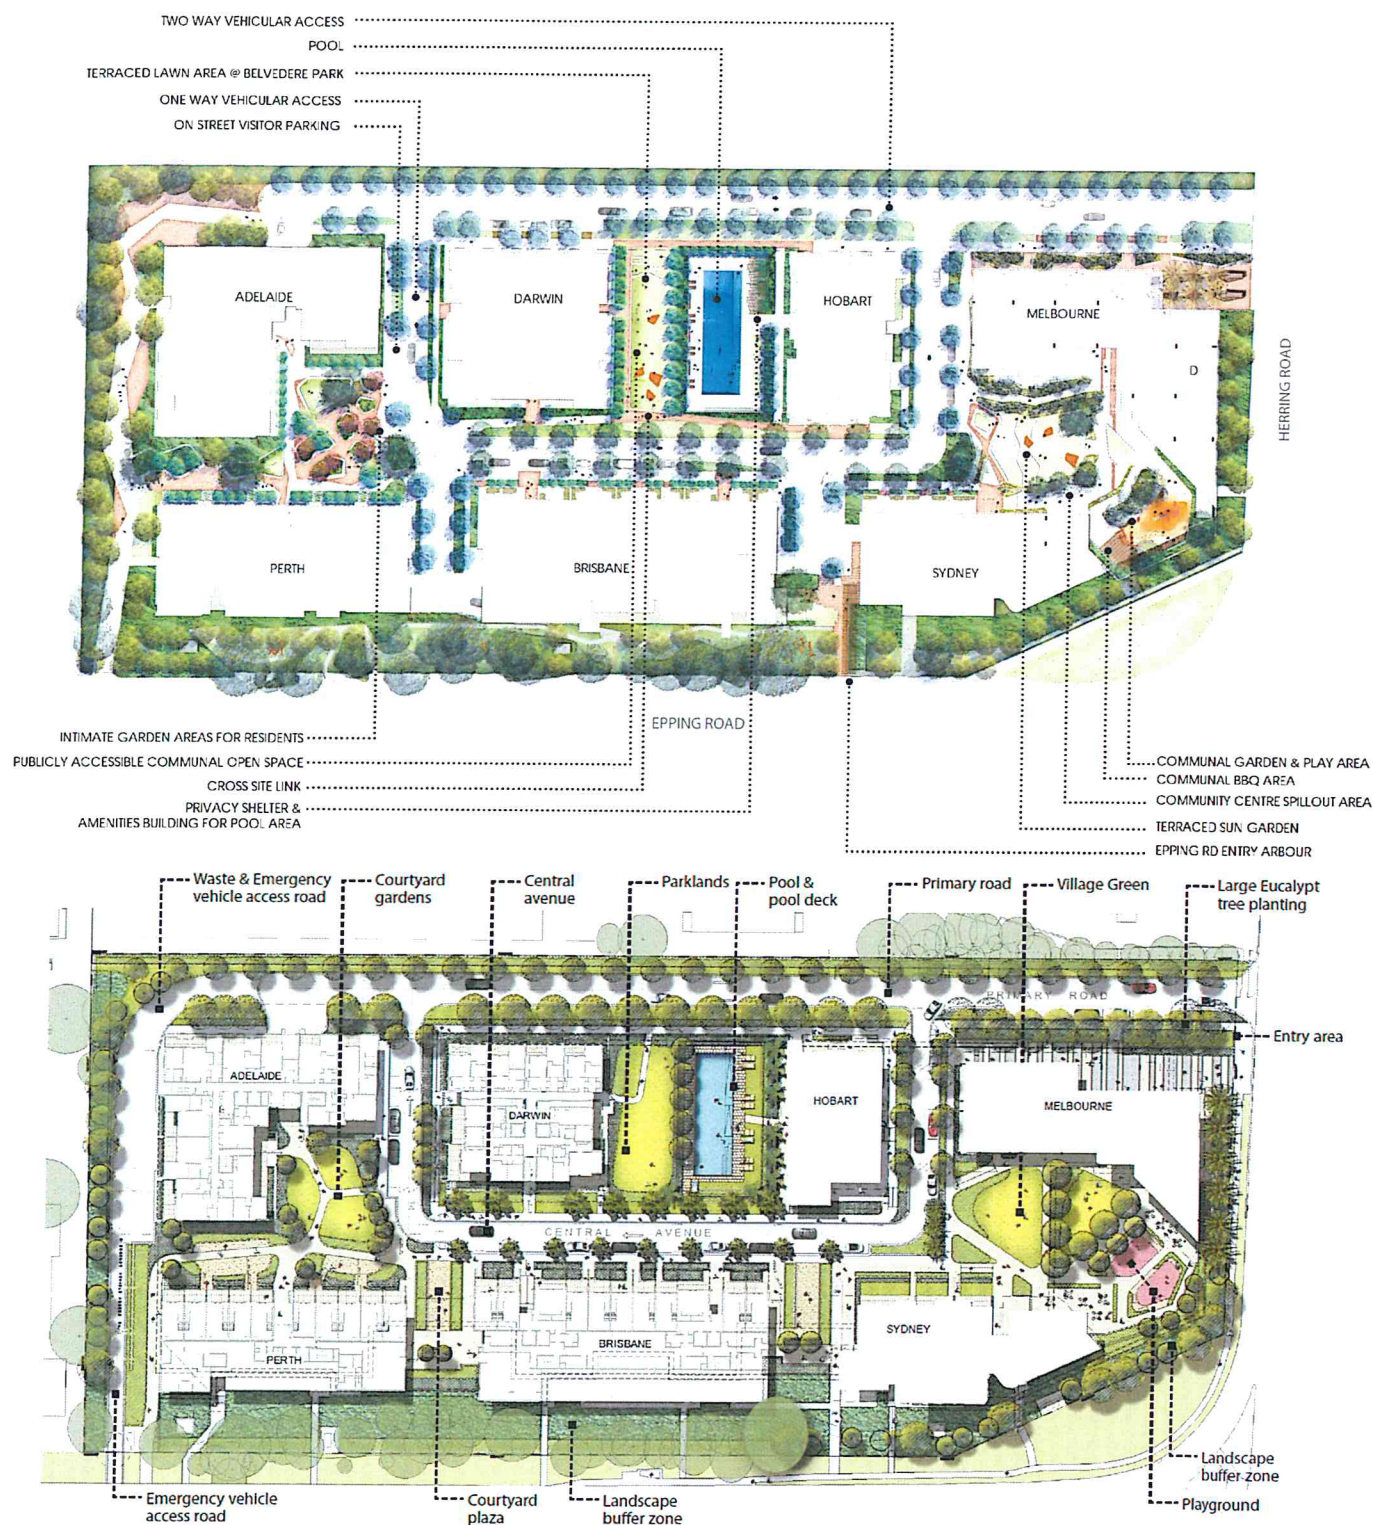 TWO WAY VEHICULAR ACCESS
POOL
TERRACED LAWN AREA @ BELVEDERE PARK
ONE WAY VEHICULAR ACCESS
ON STREET VISITOR PARKING
ADELAIDE
DARWIN
HOBART
MELBOURNE
D
HERRING ROAD
PERTH
BRISBANE
SYDNEY
EPPING ROAD
INTIMATE GARDEN AREAS FOR RESIDENTS
PUBLICLY ACCESSIBLE COMMUNAL OPEN SPACE
CROSS SITE LINK
PRIVACY SHELTER &
AMENITIES BUILDING FOR POOL AREA
COMMUNAL GARDEN & PLAY AREA
COMMUNAL BBQ AREA
COMMUNITY CENTRE SPILLOUT AREA
TERRACED SUN GARDEN
EPPING RD ENTRY ARBOUR
Waste & Emergency
vehicle access road
Courtyard
gardens
Central
avenue
Parklands
Pool &
pool deck
Primary road
Village Green
Large Eucalypt
tree planting
PRIMARY ROAD
Entry area
ADELAIDE
DARWIN
HOBART
MELBOURNE
CENTRAL AVENUE
PERTH
BRISBANE
SYDNEY
Landscape
buffer zone
Playground
Emergency vehicle
access road
Courtyard
plaza
Landscape
buffer zone